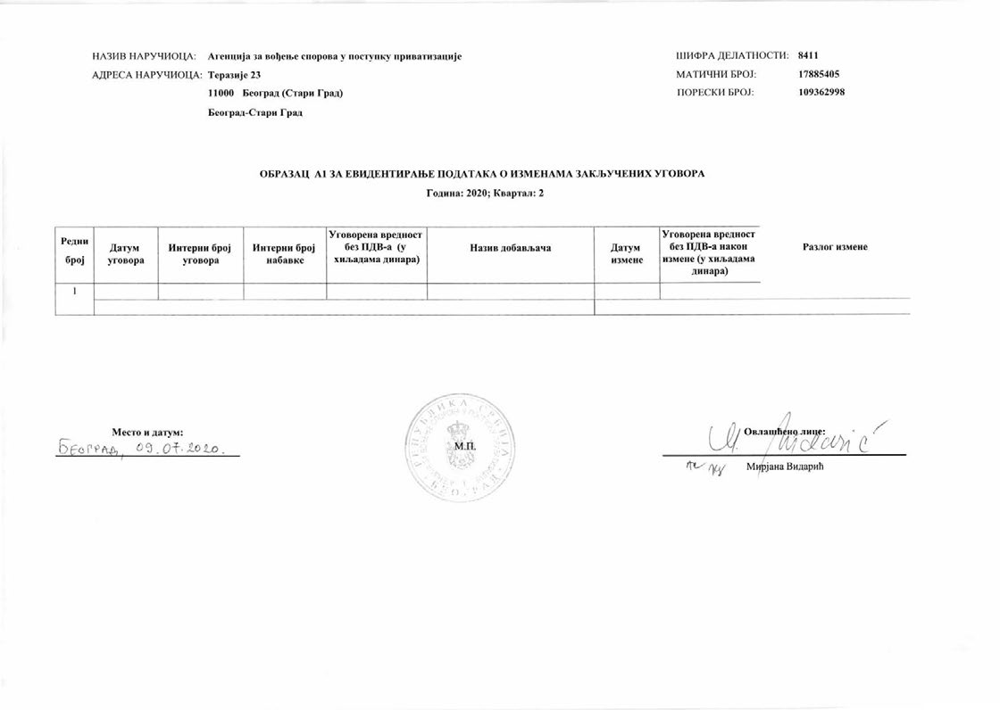 НАЗИВ НАРУЧИОЦА: Агенција за вођење спорова у поступку приватизације
АДРЕСА НАРУЧИОЦА: Теразије 23
11000 Београд (Стари Град)
Београд-Стари Град
ШИФРА ДЕЛАТНОСТИ: 8411
МАТИЧНИ БРОЈ: 17885405
ПОРЕСКИ БРОЈ: 109362998
ОБРАЗАЦ А1 ЗА ЕВИДЕНТИРАЊЕ ПОДАТАКА О ИЗМЕНАМА ЗАКЉУЧЕНИХ УГОВОРА
Година: 2020; Квартал: 2
Редни
број
Датум
уговора
Интерни број
уговора
Интерни број
набавке
Уговорена вредност
без ПДВ-а (у
хиљадама динара)
Назив добављача
Датум
измене
Уговорена вредност
без ПДВ-а након
измене (у хиљадама
динара)
Разлог измене
1
Место и датум:
БЕОГРАД, 09.07.2020.
РЕПУБЛИКА СРБИЈА
М.П.
БЕОГРАД
Овлашћено лице:
M. Vidarić
Мирјана Видарић